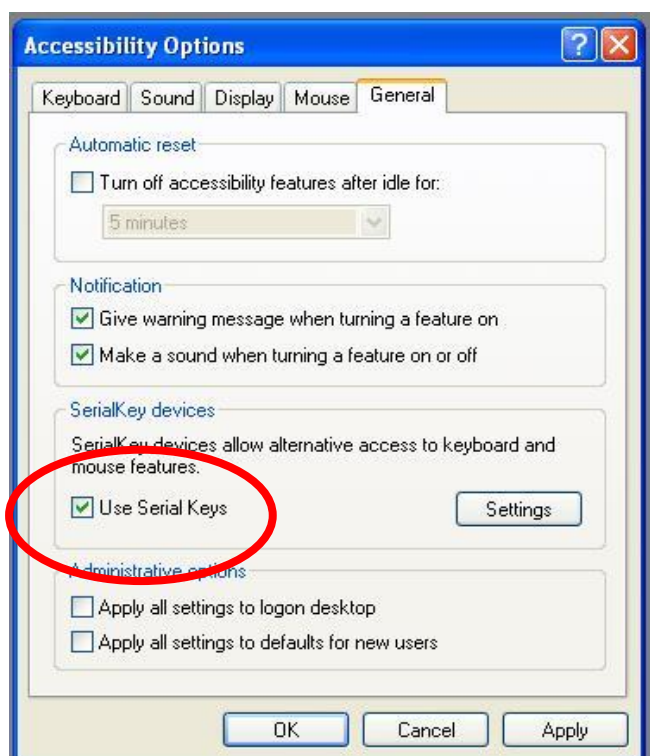 Accessibility Options
Keyboard Sound Display Mouse General
Automatic reset
Turn off accessibility features after idle for:
5 minutes
Notification
Give warning message when turning a feature on
Make a sound when turning a feature on or off
SerialKey devices
SerialKey devices allow alternative access to keyboard and
mouse features.
Use Serial Keys Settings
Administrative options
Apply all settings to logon desktop
Apply all settings to defaults for new users
OK Cancel Apply